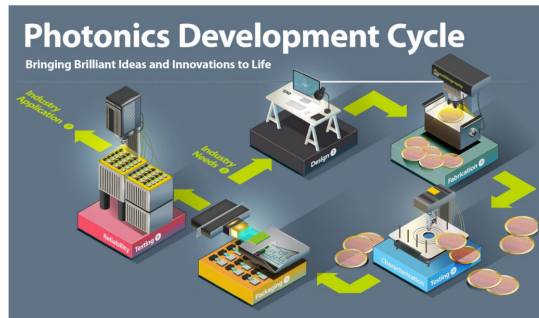 Photonics Development Cycle
Bringing Brilliant Ideas and Innovations to Life
Industry
Application
Industry
Needs
Design
Fabrication
Reliability
Testing
Characterization
Testing
Packaging